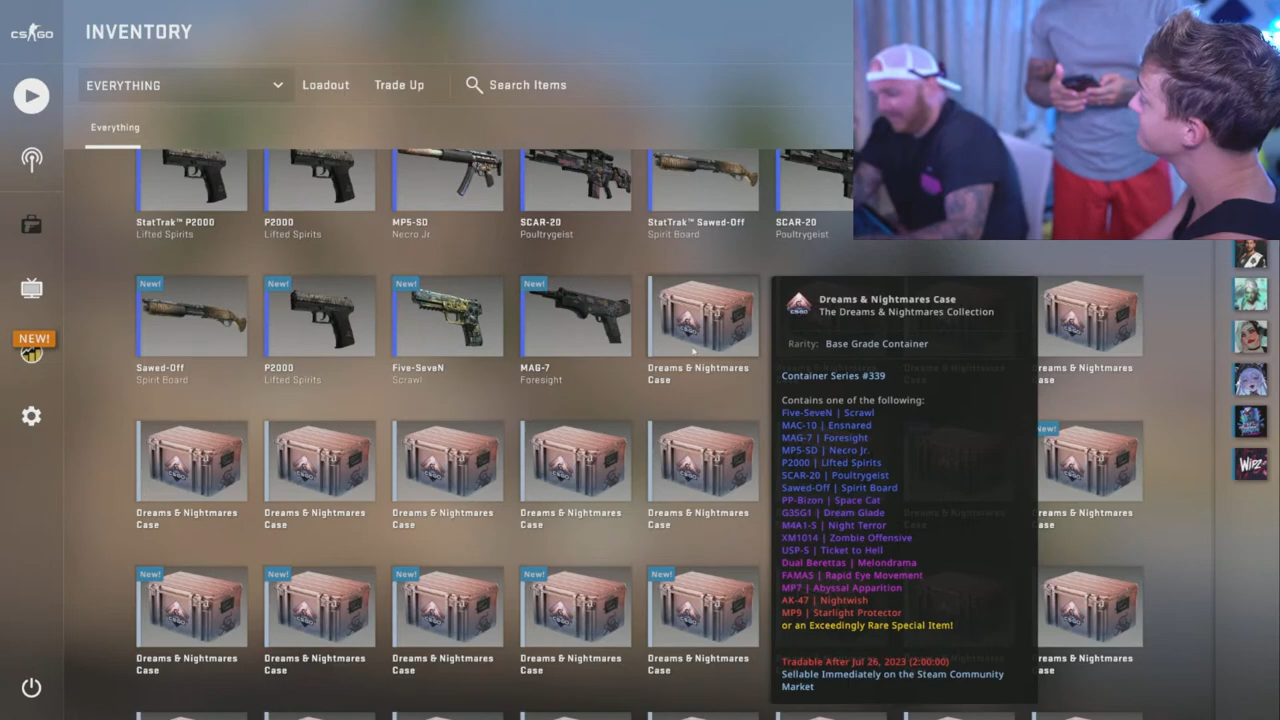 CS:GO
INVENTORY
EVERYTHING
Loadout
Trade Up
Search Items
Everything
NEW!
StatTrak™ P2000
Lifted Spirits
P2000
Lifted Spirits
MP5-SD
Necro Jr.
SCAR-20
Poultrygeist
StatTrak™ Sawed-Off
Spirit Board
SCAR-20
Poultrygeist
New!
Sawed-Off
Spirit Board
New!
P2000
Lifted Spirits
New!
Five-SeveN
Scrawl
New!
MAG-7
Foresight
Dreams & Nightmares
Case
Dreams & Nightmares
Case
Dreams & Nightmares Case
The Dreams & Nightmares Collection
Rarity: Base Grade Container
Container Series #339
Contains one of the following:
Five-SeveN | Scrawl
MAC-10 | Ensnared
MAG-7 | Foresight
MP5-SD | Necro Jr.
P2000 | Lifted Spirits
SCAR-20 | Poultrygeist
Sawed-Off | Spirit Board
PP-Bizon | Space Cat
G3SG1 | Dream Glade
M4A1-S | Night Terror
XM1014 | Zombie Offensive
USP-S | Ticket to Hell
Dual Berettas | Melondrama
FAMAS | Rapid Eye Movement
MP7 | Abyssal Apparition
AK-47 | Nightwish
MP9 | Starlight Protector
or an Exceedingly Rare Special Item!
Tradable After Jul 26, 2023 (2:00:00)
Sellable Immediately on the Steam Community
Market
Dreams & Nightmares
Case
Dreams & Nightmares
Case
Dreams & Nightmares
Case
Dreams & Nightmares
Case
Dreams & Nightmares
Case
New!
Dreams & Nightmares
Case
New!
Dreams & Nightmares
Case
New!
Dreams & Nightmares
Case
New!
Dreams & Nightmares
Case
New!
Dreams & Nightmares
Case
New!
Dreams & Nightmares
Case
Dreams & Nightmares
Case
WIPZ